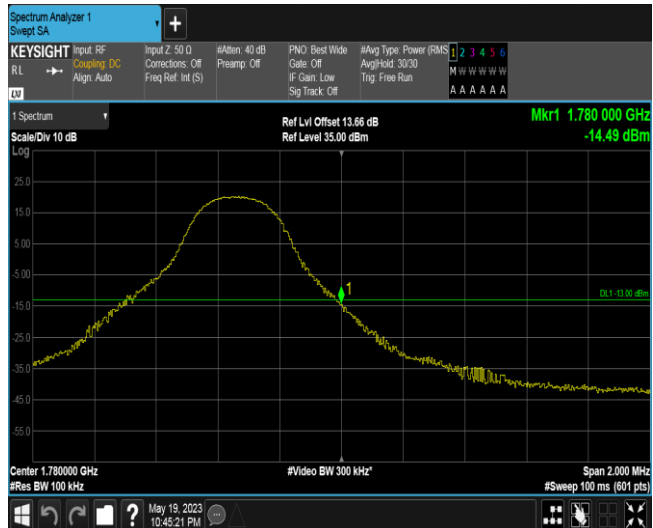 Spectrum Analyzer 1
Swept SA
+
KEYSIGHT Input: RF Input Z: 50 Ω #Atten: 40 dB PNO: Best Wide #Avg Type: Power (RMS 1 2 3 4 5 6
RL Coupling: DC Corrections: Off Preamp: Off Gate: Off Avg|Hold: 30/30 M W W W W W
Align: Auto Freq Ref: Int (S) IF Gain: Low Trig: Free Run
LXI Sig Track: Off A A A A A A
1 Spectrum Ref Lvl Offset 13.66 dB Mkr1 1.780 000 GHz
Scale/Div 10 dB Ref Level 35.00 dBm -14.49 dBm
Log
25.0
15.0
5.00
-5.00
1
DL1 -13.00 dBm
-15.0
-25.0
-35.0
-45.0
-55.0
Center 1.780000 GHz #Video BW 300 kHz* Span 2.000 MHz
#Res BW 100 kHz #Sweep 100 ms (601 pts)
? May 19, 2023
10:45:21 PM